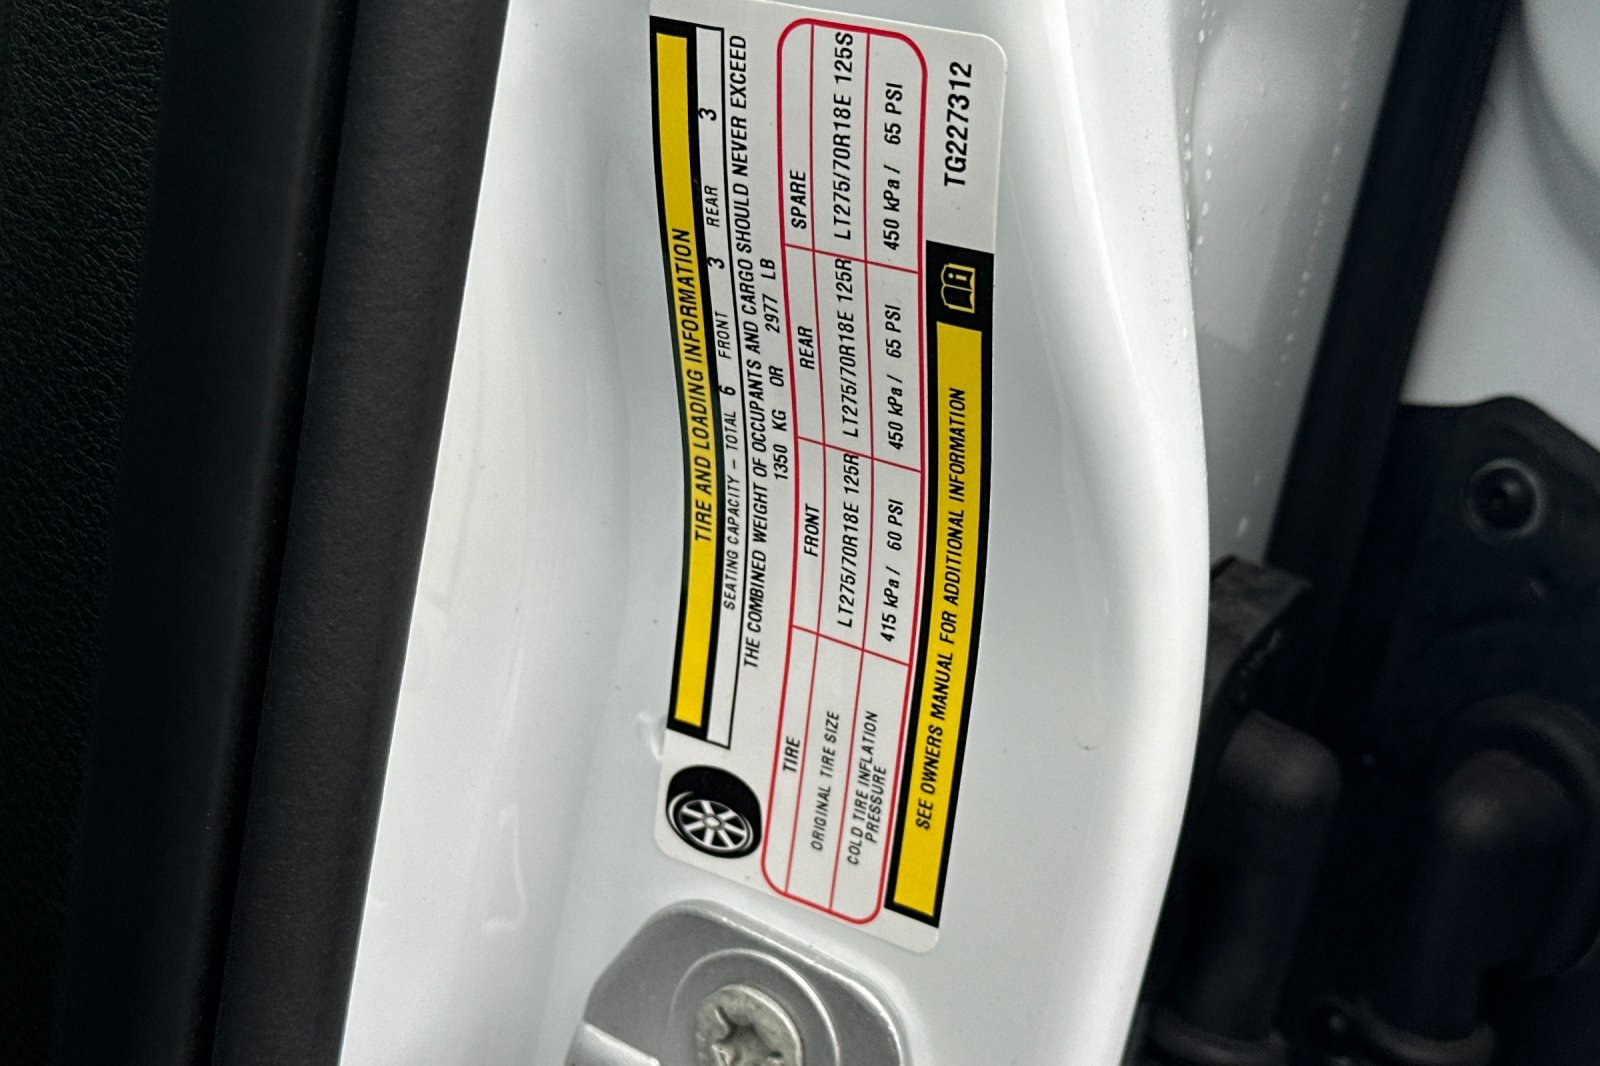 TIRE AND LOADING INFORMATION
SEATING CAPACITY – TOTAL 6 FRONT 3 REAR 3
THE COMBINED WEIGHT OF OCCUPANTS AND CARGO SHOULD NEVER EXCEED
1350 KG OR 2977 LB
TIRE FRONT REAR SPARE
ORIGINAL TIRE SIZE LT275/70R18E 125R LT275/70R18E 125R LT275/70R18E 125S
COLD TIRE INFLATION
PRESSURE 415 kPa / 60 PSI 450 kPa / 65 PSI 450 kPa / 65 PSI
SEE OWNERS MANUAL FOR ADDITIONAL INFORMATION
TG227312